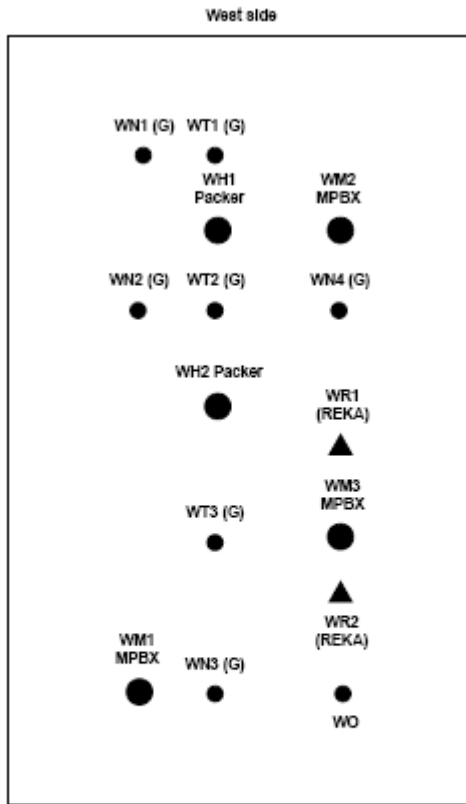 West side
WN1 (G) WT1 (G)
WH1
Packer
WM2
MPBX
WN2 (G) WT2 (G) WN4 (G)
WH2 Packer
WR1
(REKA)
WM3
MPBX
WT3 (G)
WR2
(REKA)
WM1
MPBX
WN3 (G)
WO